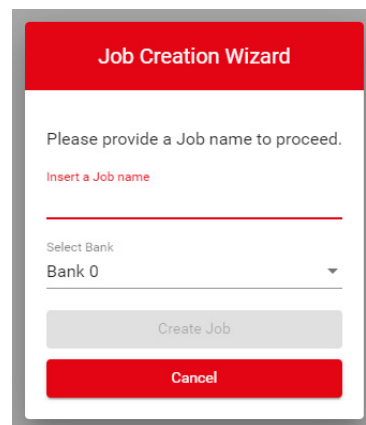 Job Creation Wizard
Please provide a Job name to proceed.
Insert a Job name
Select Bank
Bank 0
Create Job
Cancel